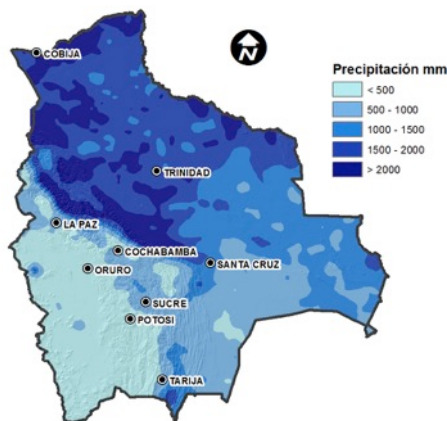 COBIJA
N
Precipitación mm
< 500
500 - 1000
1000 - 1500
1500 - 2000
> 2000
TRINIDAD
LA PAZ
COCHABAMBA
ORURO
SANTA CRUZ
SUCRE
POTOSI
TARIJA